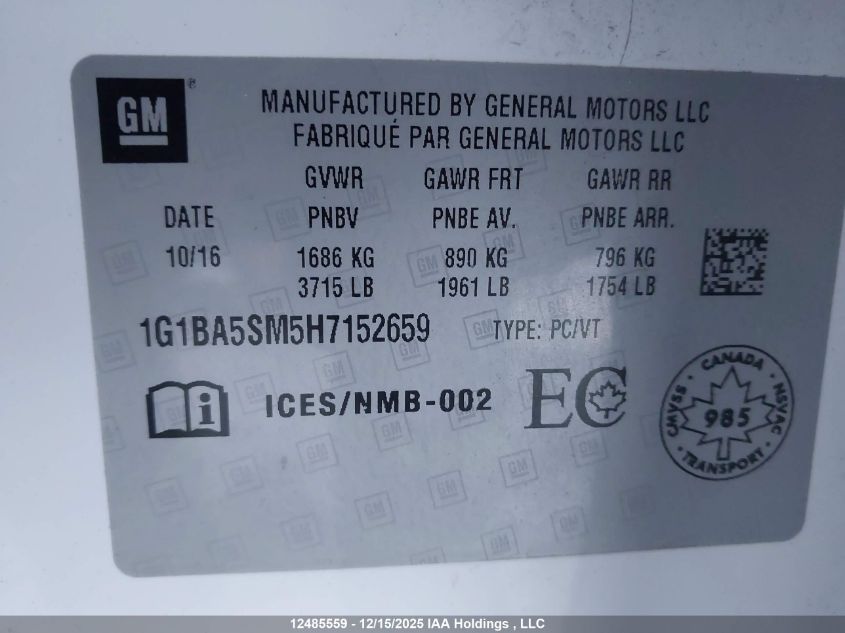 GM ®
MANUFACTURED BY GENERAL MOTORS LLC
FABRIQUÉ PAR GENERAL MOTORS LLC
GVWR GAWR FRT GAWR RR
DATE PNBV PNBE AV. PNBE ARR.
10/16 1686 KG 890 KG 796 KG
3715 LB 1961 LB 1754 LB
1G1BA5SM5H7152659 TYPE: PC/VT
i ICES/NMB-002 EC
CANADA
CMVSS 985 NSVAC
TRANSPORT
12485559 - 12/15/2025 IAA Holdings , LLC